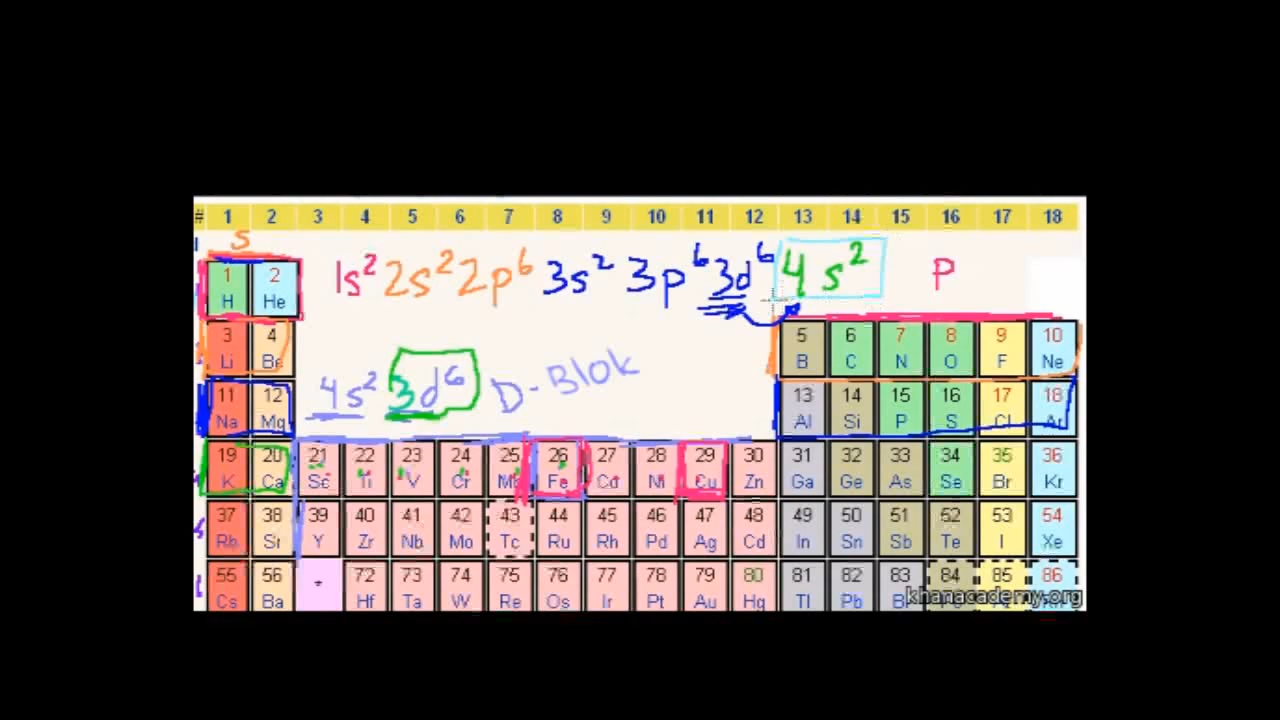 # 1 2 3 4 5 6 7 8 9 10 11 12 13 14 15 16 17 18
S
1s² 2s² 2p⁶ 3s² 3p⁶ 3d⁶ 4s² P
1 2
H He
3 4 5 6 7 8 9 10
Li Be B C N O F Ne
4s² 3d⁶ D-Blok
11 12 13 14 15 16 17 18
Na Mg Al Si P S Cl Ar
19 20 21 22 23 24 25 26 27 28 29 30 31 32 33 34 35 36
K Ca Sc Ti V Cr Mn Fe Co Ni Cu Zn Ga Ge As Se Br Kr
37 38 39 40 41 42 43 44 45 46 47 48 49 50 51 52 53 54
Rb Sr Y Zr Nb Mo Tc Ru Rh Pd Ag Cd In Sn Sb Te I Xe
55 56 * 72 73 74 75 76 77 78 79 80 81 82 83 84 85 86
Cs Ba Hf Ta W Re Os Ir Pt Au Hg Tl Pb
khanacademy.org